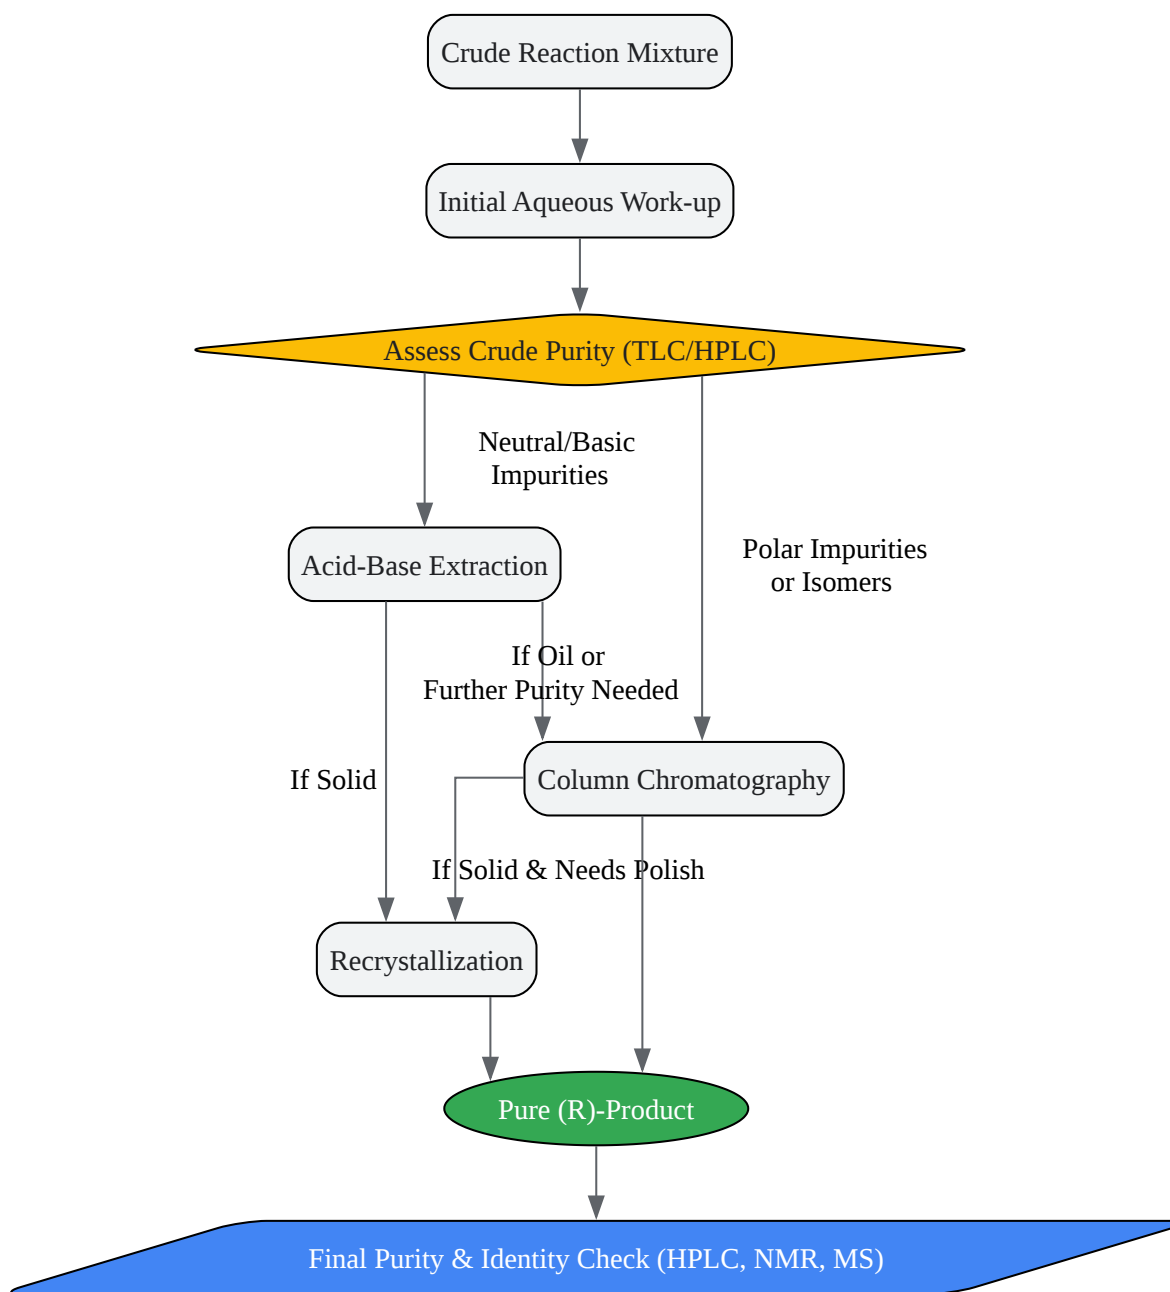 Crude Reaction Mixture
Initial Aqueous Work-up
Assess Crude Purity (TLC/HPLC)
Neutral/Basic
Impurities
Polar Impurities
or Isomers
Acid-Base Extraction
If Oil or
Further Purity Needed
If Solid
Column Chromatography
If Solid & Needs Polish
Recrystallization
Pure (R)-Product
Final Purity & Identity Check (HPLC, NMR, MS)